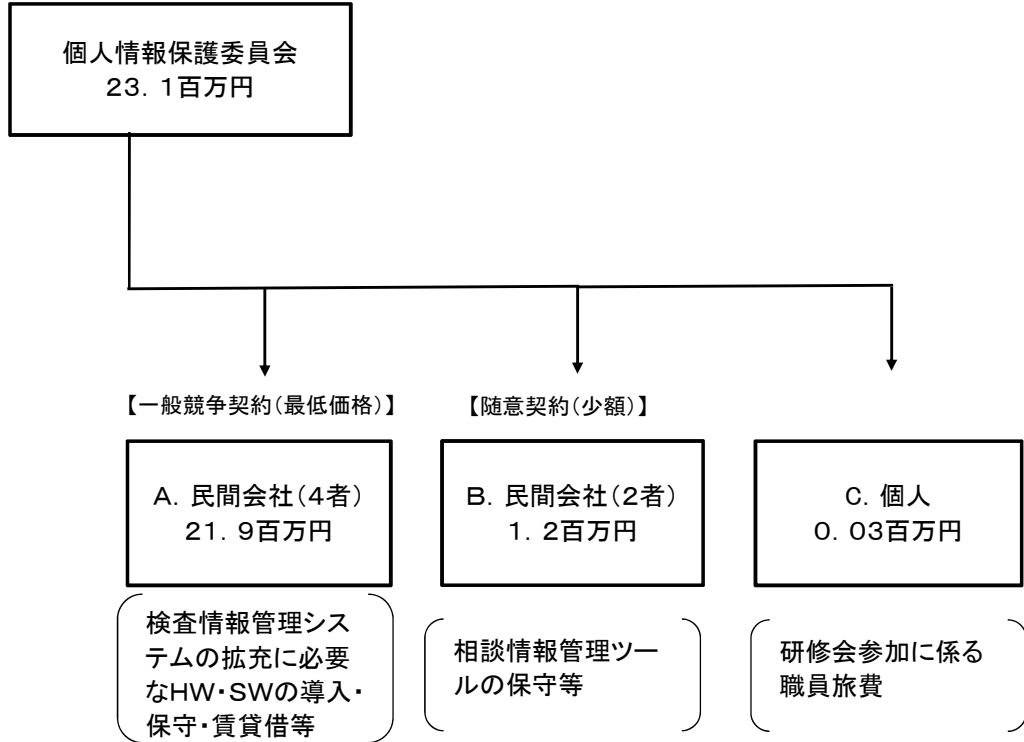 個人情報保護委員会
２３．１百万円
【一般競争契約（最低価格）】
【随意契約（少額）】
A．民間会社（４者）
２１．９百万円
B．民間会社（２者）
１．２百万円
C．個人
０．０３百万円
検査情報管理シス
テムの拡充に必要
なHW・SWの導入・
保守・賃貸借等
相談情報管理ツー
ルの保守等
研修会参加に係る
職員旅費